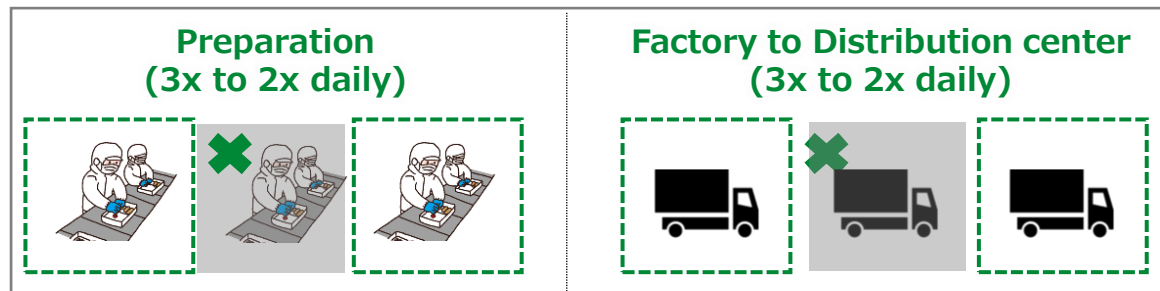 Preparation
(3x to 2x daily)
Factory to Distribution center
(3x to 2x daily)